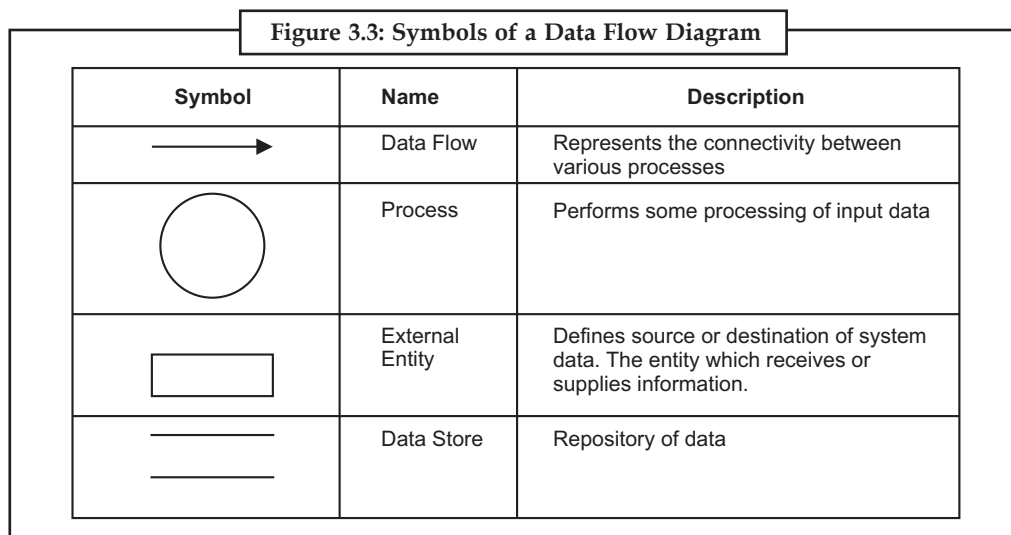 Figure 3.3: Symbols of a Data Flow Diagram
Symbol Name Description
Data Flow Represents the connectivity between
various processes
Process Performs some processing of input data
External Defines source or destination of system
Entity data. The entity which receives or
supplies information.
Data Store Repository of data